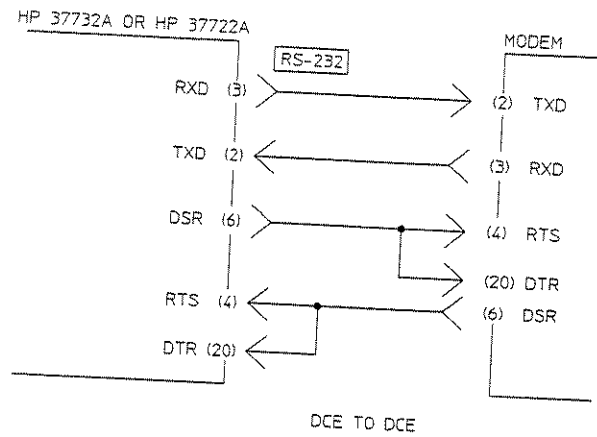 HP 37732A OR HP 37722A
MODEM
RS-232
RXD (3)
(2) TXD
TXD (2)
(3) RXD
DSR (6)
(4) RTS
(20) DTR
RTS (4)
(6) DSR
DTR (20)
DCE TO DCE